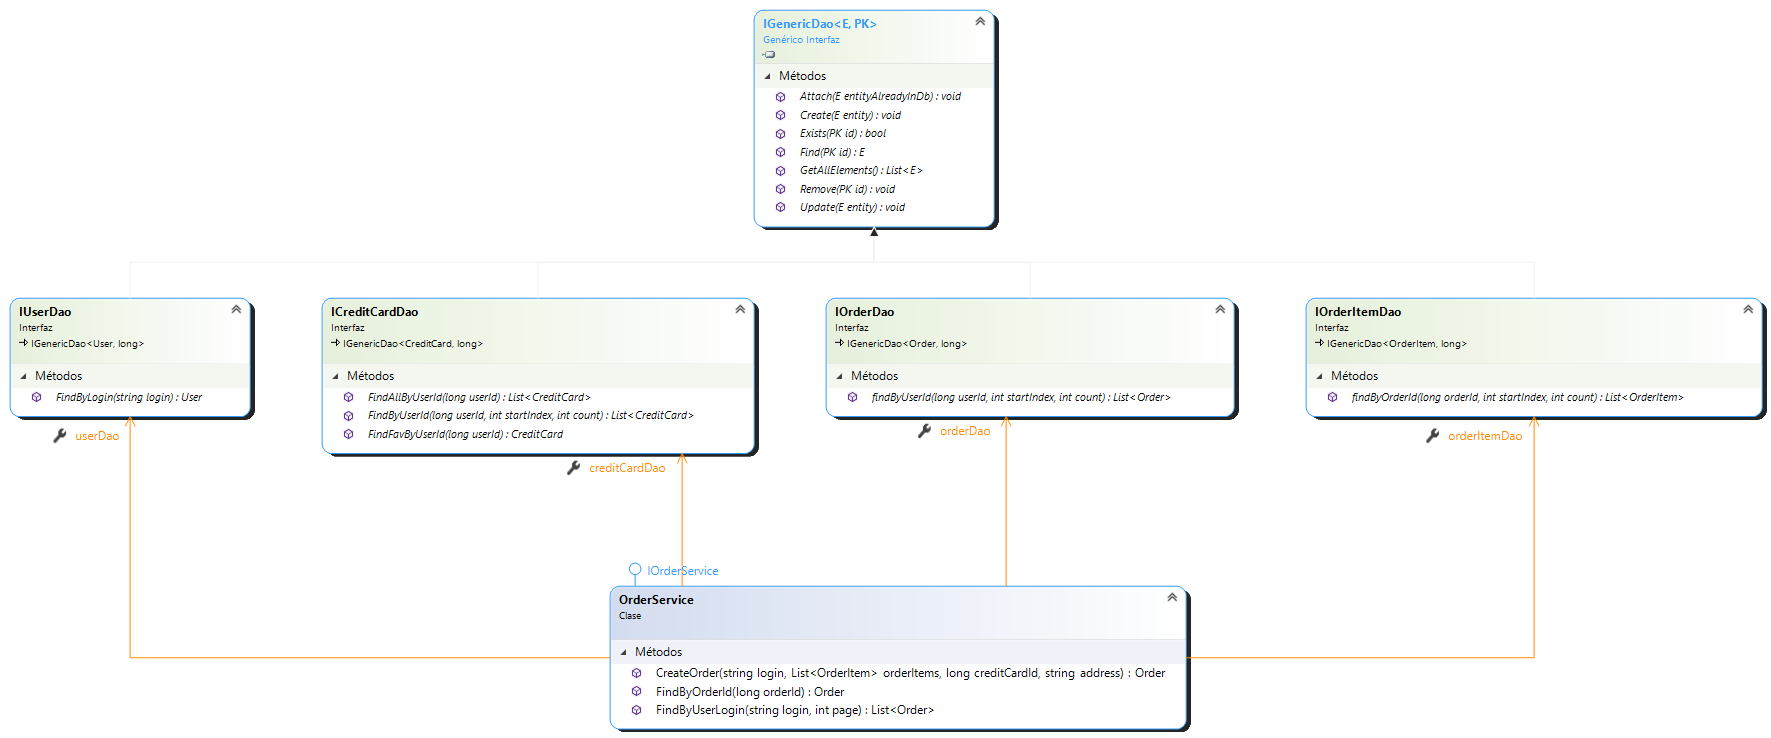 IGenericDao<E, PK>
Genérico Interfaz
Métodos
Attach(E entityAlreadyInDb) : void
Create(E entity) : void
Exists(PK id) : bool
Find(PK id) : E
GetAllElements() : List<E>
Remove(PK id) : void
Update(E entity) : void
IUserDao
Interfaz
IGenericDao<User, long>
Métodos
FindByLogin(string login) : User
userDao
ICreditCardDao
Interfaz
IGenericDao<CreditCard, long>
Métodos
FindAllByUserId(long userId) : List<CreditCard>
FindByUserId(long userId, int startIndex, int count) : List<CreditCard>
FindFavByUserId(long userId) : CreditCard
creditCardDao
IOrderDao
Interfaz
IGenericDao<Order, long>
Métodos
findByUserId(long userId, int startIndex, int count) : List<Order>
orderDao
IOrderItemDao
Interfaz
IGenericDao<OrderItem, long>
Métodos
findByOrderId(long orderId, int startIndex, int count) : List<OrderItem>
orderItemDao
IOrderService
OrderService
Clase
Métodos
CreateOrder(string login, List<OrderItem> orderItems, long creditCardId, string address) : Order
FindByOrderId(long orderId) : Order
FindByUserLogin(string login, int page) : List<Order>